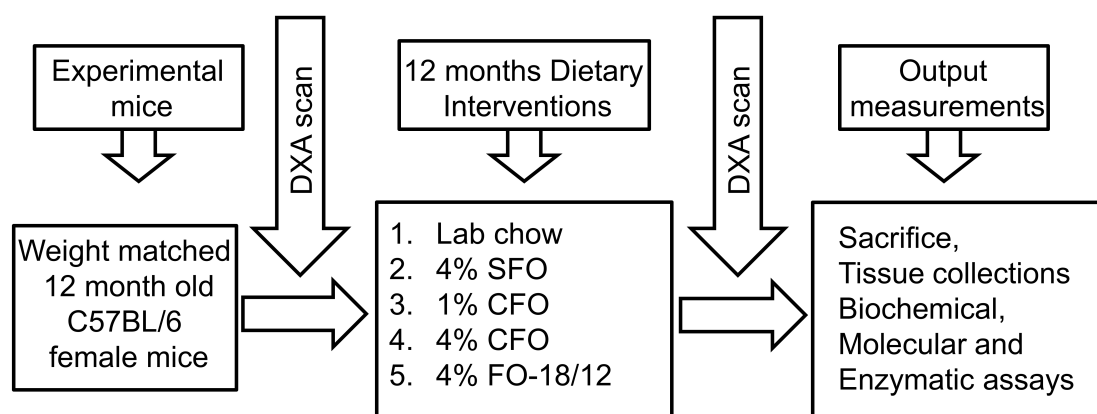 Experimental
mice
DXA scan
12 months Dietary
Interventions
DXA scan
Output
measurements
Weight matched
12 month old
C57BL/6
female mice
1. Lab chow
2. 4% SFO
3. 1% CFO
4. 4% CFO
5. 4% FO-18/12
Sacrifice,
Tissue collections
Biochemical,
Molecular and
Enzymatic assays